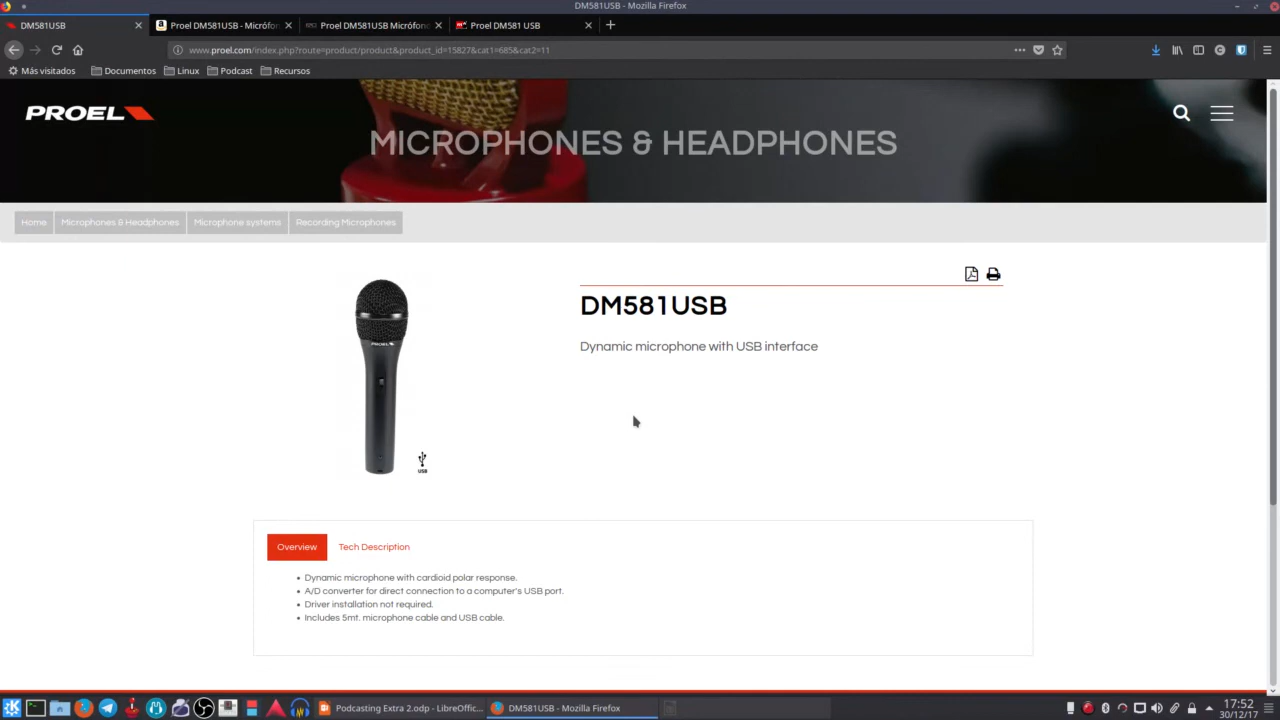 DM581USB - Mozilla Firefox
DM581USB
Proel DM581USB - Micrófon
Proel DM581USB Micrófono
Proel DM581 USB
www.proel.com/index.php?route=product/product&product_id=15827&cat1=685&cat2=11
Más visitados
Documentos
Linux
Podcast
Recursos
PROEL
MICROPHONES & HEADPHONES
Home
Microphones & Headphones
Microphone systems
Recording Microphones
DM581USB
Dynamic microphone with USB interface
PROEL
USB
Overview
Tech Description
Dynamic microphone with cardioid polar response.
A/D converter for direct connection to a computer's USB port.
Driver installation not required.
Includes 5mt. microphone cable and USB cable.
Podcasting Extra 2.odp - LibreOffic...
DM581USB - Mozilla Firefox
17:52
30/12/17